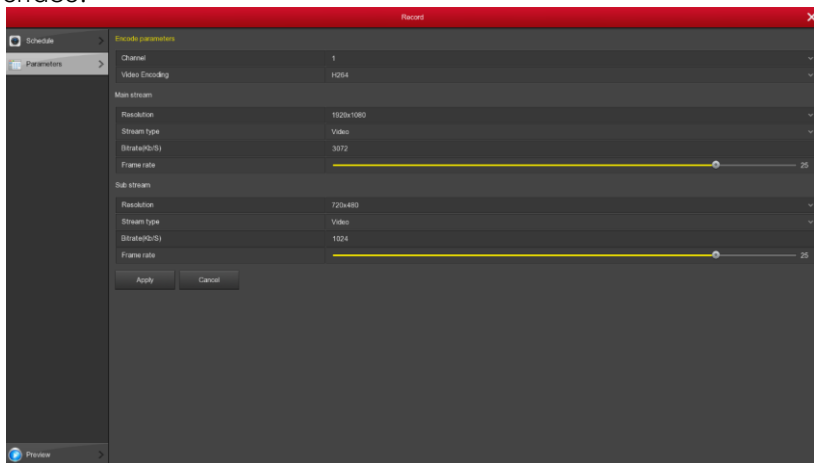 Record
Schedule
Parameters
Encode parameters
Channel 1
Video Encoding H264
Main stream
Resolution 1920x1080
Stream type Video
Bitrate(Kb/S) 3072
Frame rate 25
Sub stream
Resolution 720x480
Stream type Video
Bitrate(Kb/S) 1024
Frame rate 25
Apply Cancel
Preview